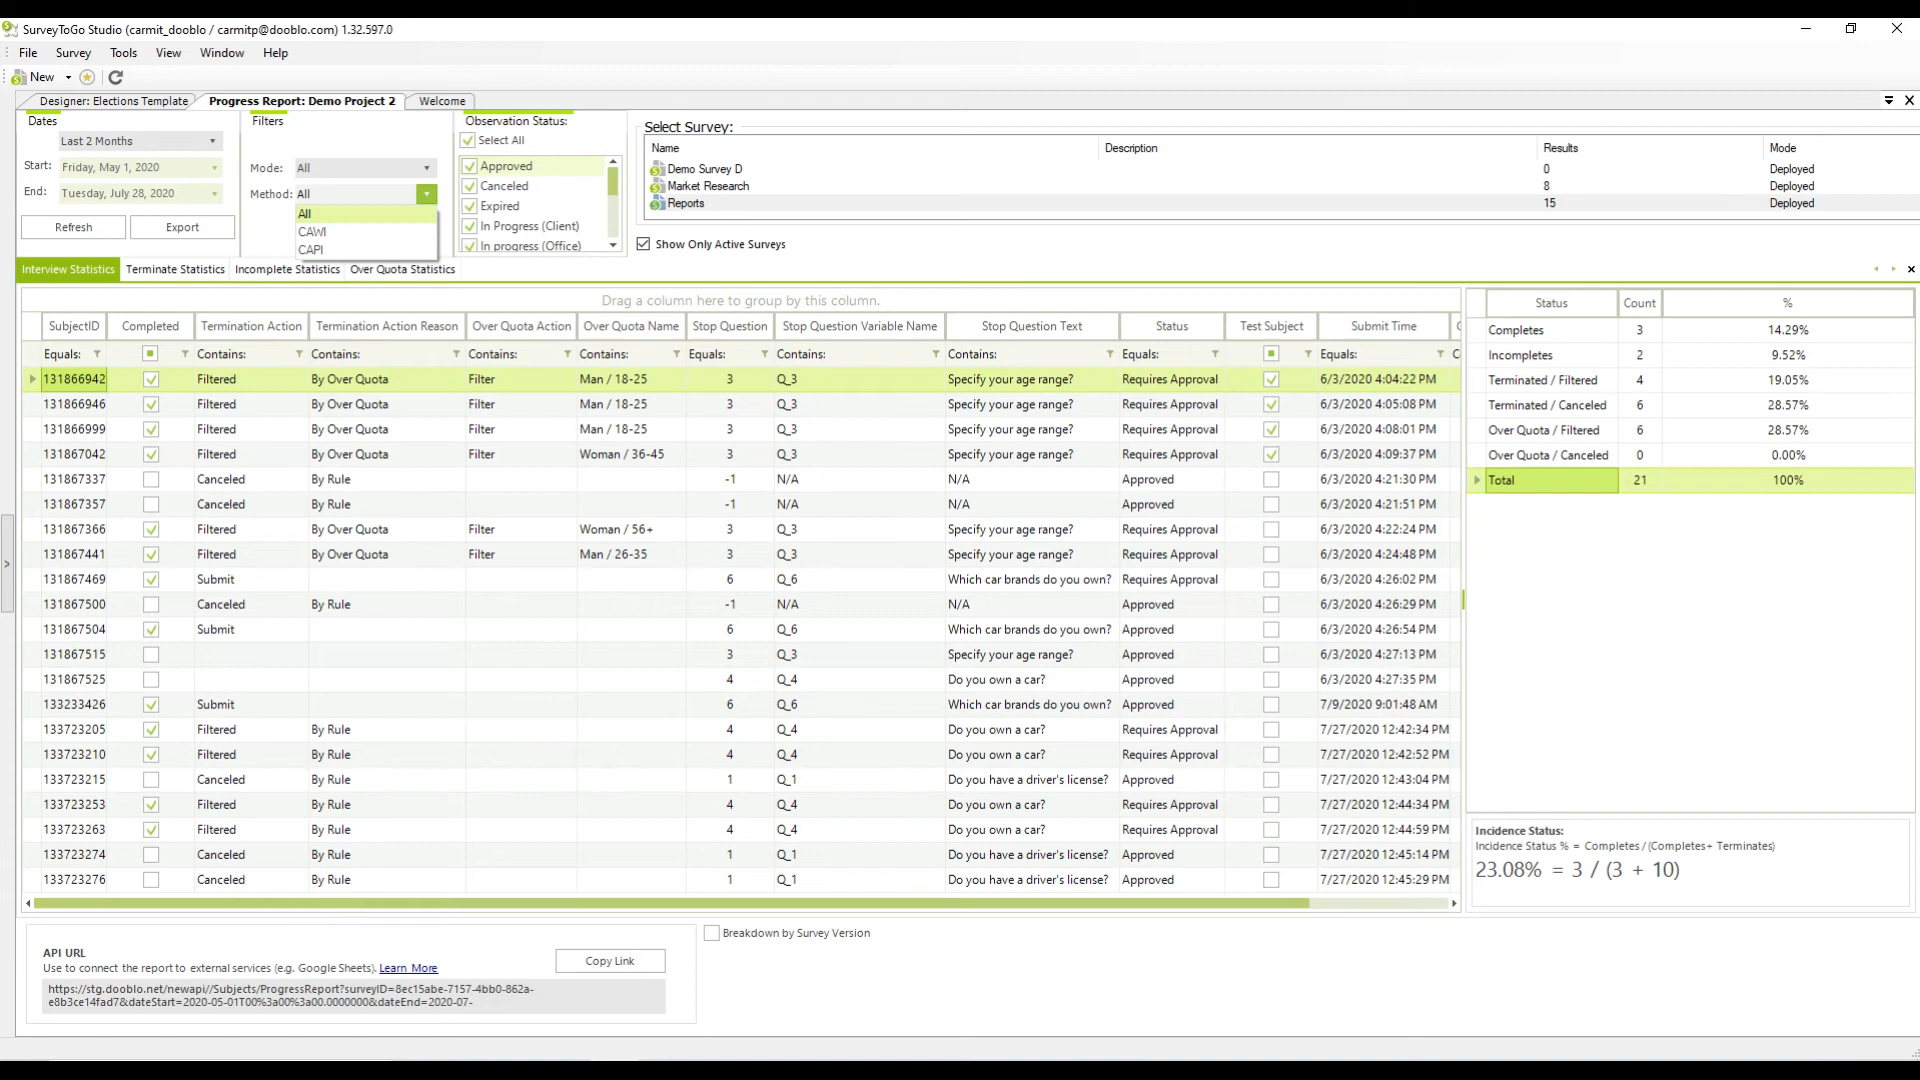 SurveyToGo Studio (carmit_dooblo / carmitp@dooblo.com) 1.32.597.0
File Survey Tools View Window Help
New
Designer: Elections Template Progress Report: Demo Project 2 Welcome
Dates
Last 2 Months
Start: Friday, May 1, 2020
End: Tuesday, July 28, 2020
Refresh Export
Filters
Mode: All
Method: All
All
CAWI
CAPI
Observation Status:
Select All
Approved
Canceled
Expired
In Progress (Client)
In progress (Office)
Select Survey:
Name Description Results Mode
Demo Survey D 0 Deployed
Market Research 8 Deployed
Reports 15 Deployed
Show Only Active Surveys
Interview Statistics Terminate Statistics Incomplete Statistics Over Quota Statistics
Drag a column here to group by this column.
SubjectID Completed Termination Action Termination Action Reason Over Quota Action Over Quota Name Stop Question Stop Question Variable Name Stop Question Text Status Test Subject Submit Time
Equals: Contains: Contains: Contains: Contains: Equals: Contains: Contains: Equals: Equals:
131866942 Filtered By Over Quota Filter Man / 18-25 3 Q_3 Specify your age range? Requires Approval 6/3/2020 4:04:22 PM
131866946 Filtered By Over Quota Filter Man / 18-25 3 Q_3 Specify your age range? Requires Approval 6/3/2020 4:05:08 PM
131866999 Filtered By Over Quota Filter Man / 18-25 3 Q_3 Specify your age range? Requires Approval 6/3/2020 4:08:01 PM
131867042 Filtered By Over Quota Filter Woman / 36-45 3 Q_3 Specify your age range? Requires Approval 6/3/2020 4:09:37 PM
131867337 Canceled By Rule -1 N/A N/A Approved 6/3/2020 4:21:30 PM
131867357 Canceled By Rule -1 N/A N/A Approved 6/3/2020 4:21:51 PM
131867366 Filtered By Over Quota Filter Woman / 56+ 3 Q_3 Specify your age range? Requires Approval 6/3/2020 4:22:24 PM
131867441 Filtered By Over Quota Filter Man / 26-35 3 Q_3 Specify your age range? Requires Approval 6/3/2020 4:24:48 PM
131867469 Submit 6 Q_6 Which car brands do you own? Requires Approval 6/3/2020 4:26:02 PM
131867500 Canceled By Rule -1 N/A N/A Approved 6/3/2020 4:26:29 PM
131867504 Submit 6 Q_6 Which car brands do you own? Approved 6/3/2020 4:26:54 PM
131867515 3 Q_3 Specify your age range? Approved 6/3/2020 4:27:13 PM
131867525 4 Q_4 Do you own a car? Approved 6/3/2020 4:27:35 PM
133233426 Submit 6 Q_6 Which car brands do you own? Approved 7/9/2020 9:01:48 AM
133723205 Filtered By Rule 4 Q_4 Do you own a car? Requires Approval 7/27/2020 12:42:34 PM
133723210 Filtered By Rule 4 Q_4 Do you own a car? Requires Approval 7/27/2020 12:42:52 PM
133723215 Canceled By Rule 1 Q_1 Do you have a driver's license? Approved 7/27/2020 12:43:04 PM
133723253 Filtered By Rule 4 Q_4 Do you own a car? Requires Approval 7/27/2020 12:44:34 PM
133723263 Filtered By Rule 4 Q_4 Do you own a car? Requires Approval 7/27/2020 12:44:59 PM
133723274 Canceled By Rule 1 Q_1 Do you have a driver's license? Approved 7/27/2020 12:45:14 PM
133723276 Canceled By Rule 1 Q_1 Do you have a driver's license? Approved 7/27/2020 12:45:29 PM
Status Count %
Completes 3 14.29%
Incompletes 2 9.52%
Terminated / Filtered 4 19.05%
Terminated / Canceled 6 28.57%
Over Quota / Filtered 6 28.57%
Over Quota / Canceled 0 0.00%
Total 21 100%
Incidence Status:
Incidence Status % = Completes / (Completes+ Terminates)
23.08% = 3 / (3 + 10)
API URL
Use to connect the report to external services (e.g. Google Sheets). Learn More
Copy Link
https://stg.dooblo.net/newapi//Subjects/ProgressReport?surveyID=8ec15abe-7157-4bb0-862a-
e8b3ce14fad7&dateStart=2020-05-01T00%3a00%3a00.0000000&dateEnd=2020-07-
Breakdown by Survey Version